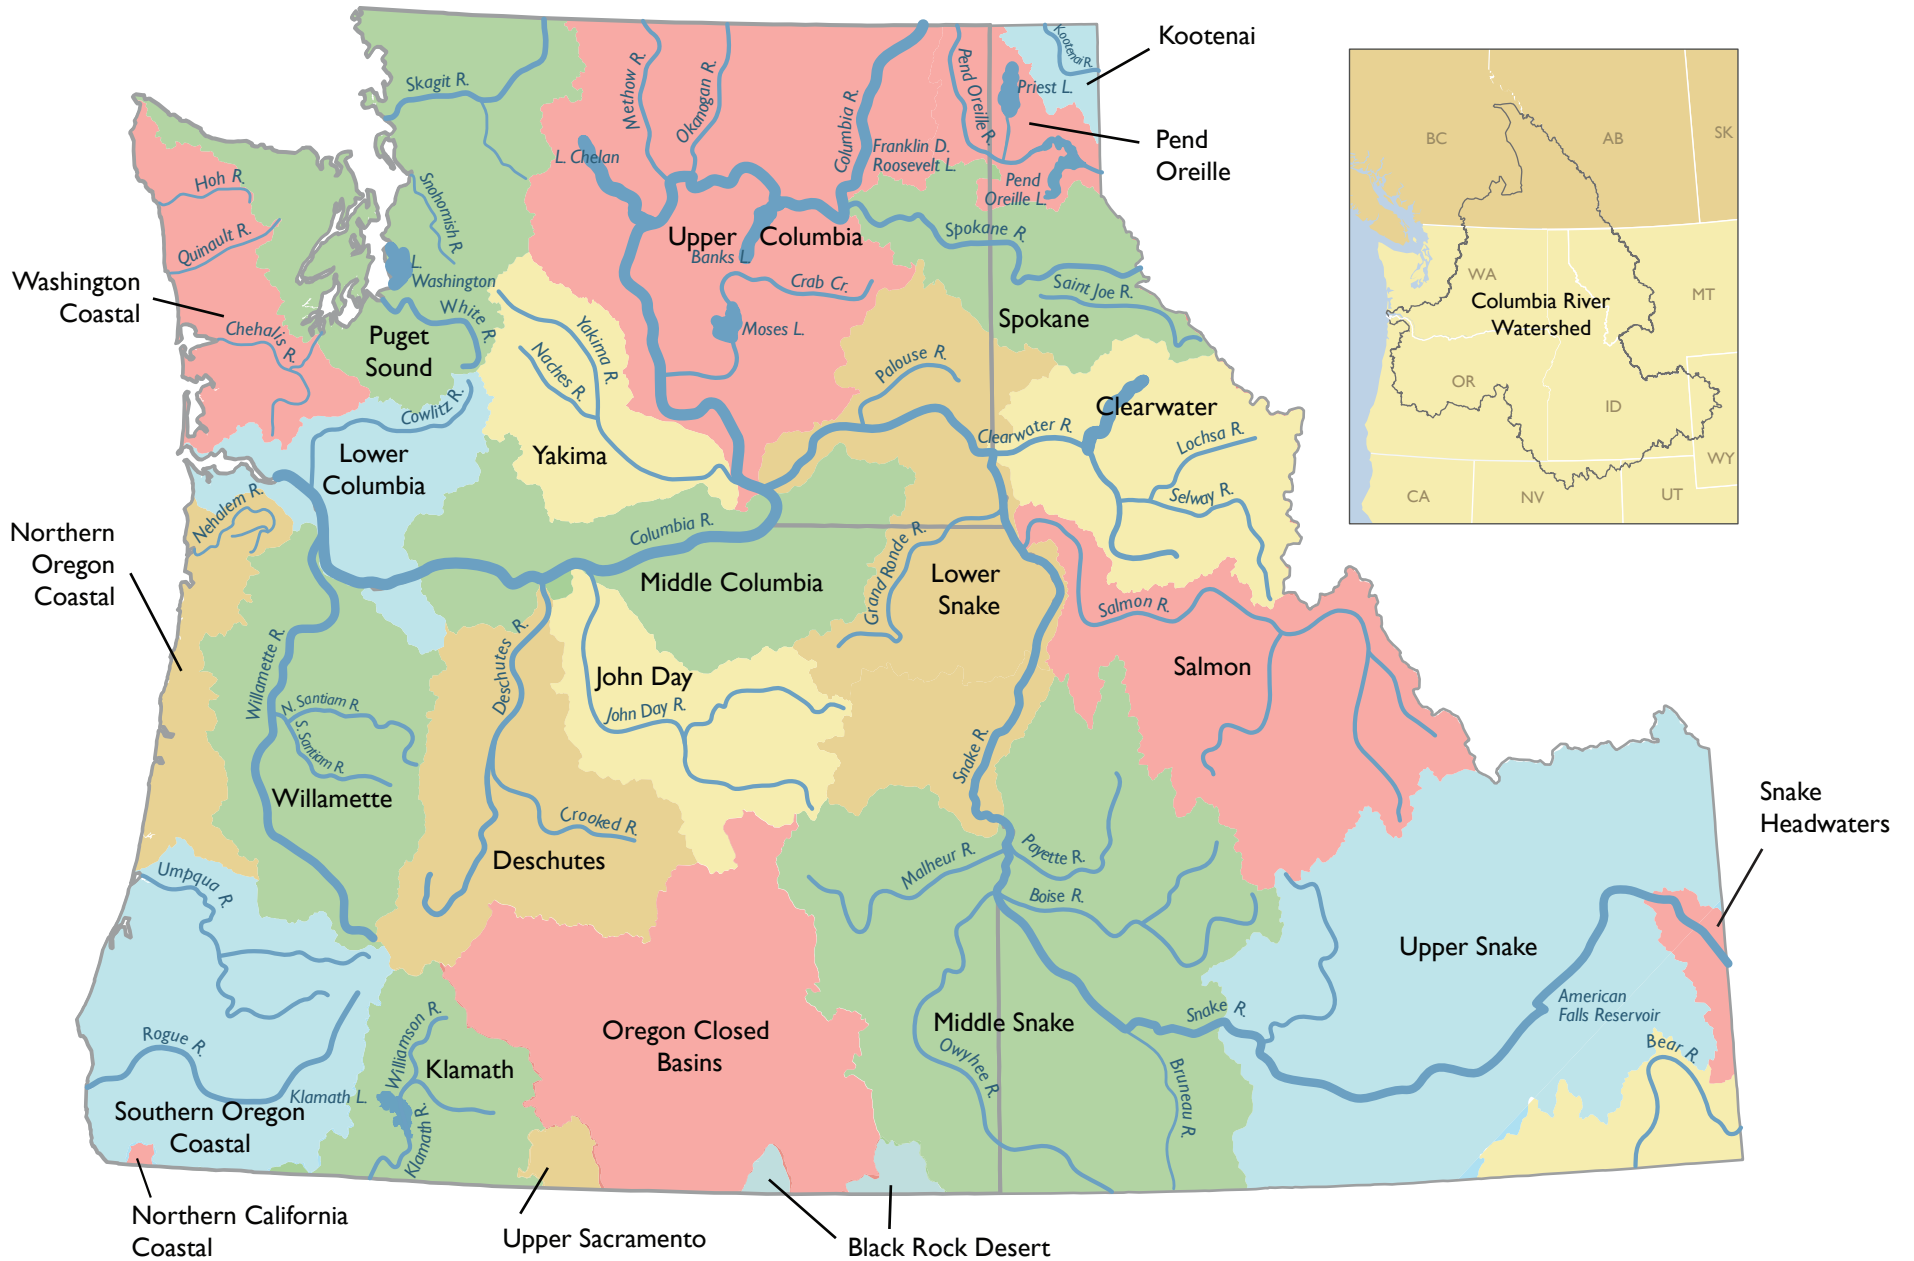 Kootenai
Kootenai R.
Skagit R.
Methow R.
Okanogan R.
Columbia R.
Pend Oreille R.
Priest L.
Pend
Oreille
L. Chelan
Franklin D.
Roosevelt L.
Pend
Oreille L.
Hoh R.
Quinault R.
Snohomish R.
L.
Washington
Upper Columbia
Banks L.
Spokane R.
Crab Cr.
Saint Joe R.
Washington
Coastal
Chehalis R.
White R.
Puget
Sound
Moses L.
Spokane
Yakima R.
Naches R.
Palouse R.
Cowlitz R.
Clearwater
Clearwater R.
Lochsa R.
Lower
Columbia
Yakima
Selway R.
Nehalem R.
Columbia R.
Northern
Oregon
Coastal
Middle Columbia
Grand Ronde R.
Lower
Snake
Salmon R.
Willamette R.
Deschutes R.
John Day
John Day R.
Salmon
N. Santiam R.
S. Santiam R.
Snake R.
Willamette
Crooked R.
Deschutes
Malheur R.
Payette R.
Boise R.
Snake
Headwaters
Umpqua R.
Upper Snake
American
Falls Reservoir
Snake R.
Middle Snake
Owyhee R.
Bruneau R.
Bear R.
Oregon Closed
Basins
Rogue R.
Williamson R.
Klamath
Klamath L.
Klamath R.
Southern Oregon
Coastal
Northern California
Coastal
Upper Sacramento
Black Rock Desert
BC
AB
SK
WA
MT
Columbia River
Watershed
OR
ID
WY
CA
NV
UT